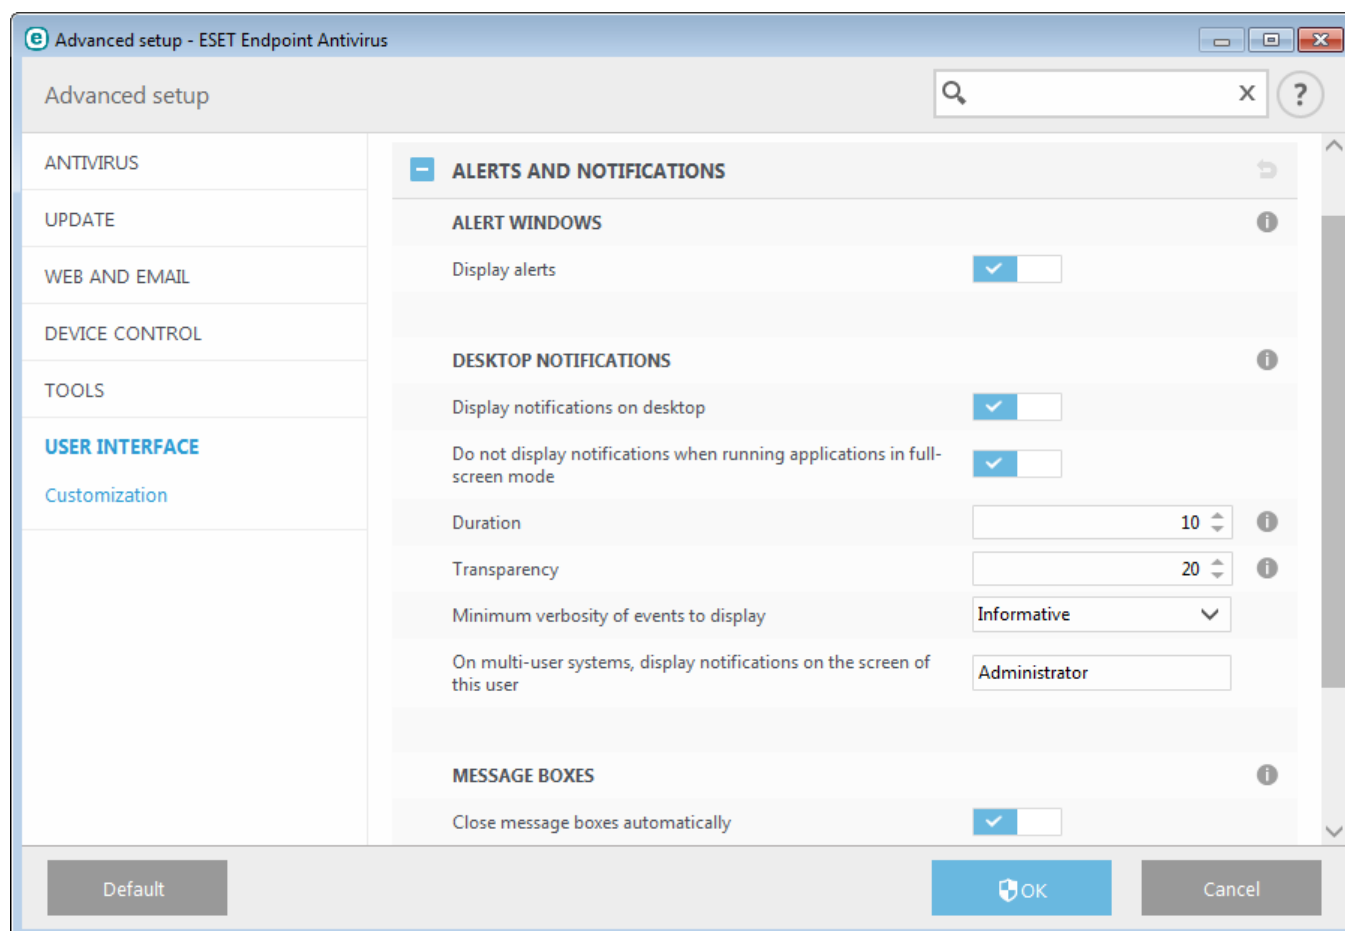 Advanced setup - ESET Endpoint Antivirus
Advanced setup
ANTIVIRUS
UPDATE
WEB AND EMAIL
DEVICE CONTROL
TOOLS
USER INTERFACE
Customization
ALERTS AND NOTIFICATIONS
ALERT WINDOWS
Display alerts
DESKTOP NOTIFICATIONS
Display notifications on desktop
Do not display notifications when running applications in full-
screen mode
Duration 10
Transparency 20
Minimum verbosity of events to display Informative
On multi-user systems, display notifications on the screen of
this user Administrator
MESSAGE BOXES
Close message boxes automatically
Default OK Cancel